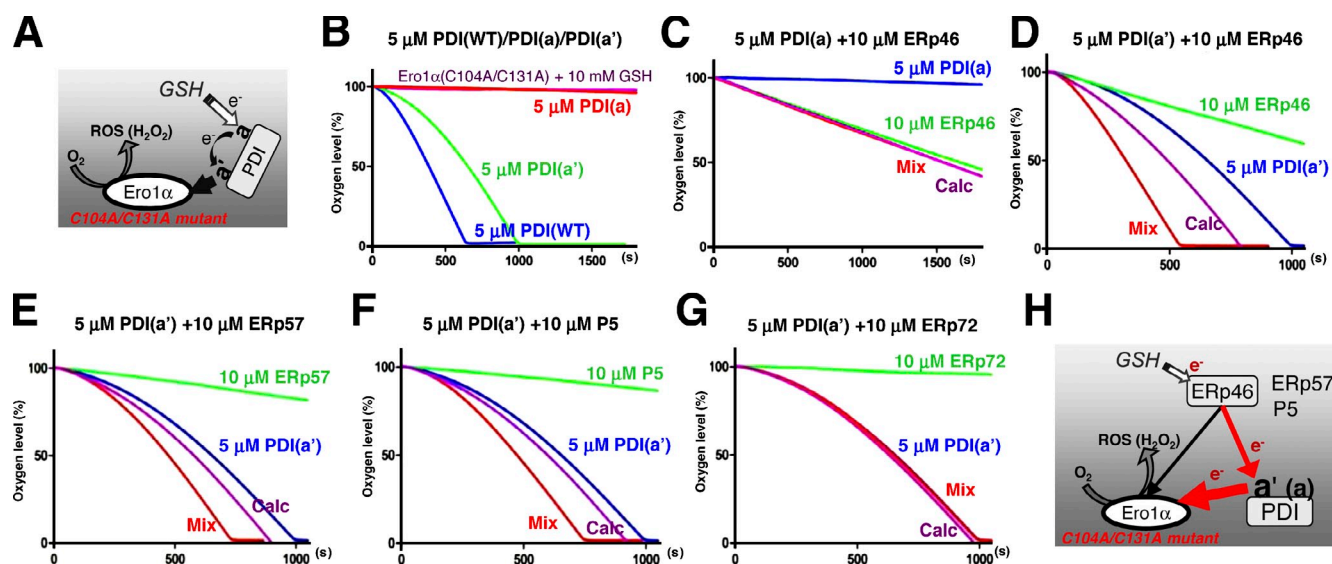 A
GSH
e-
a
e-
ROS (H2O2)
PDI
O2
a'
Ero1α
C104A/C131A mutant
B
5 μM PDI(WT)/PDI(a)/PDI(a')
Oxygen level (%)
100
50
0
Ero1α(C104A/C131A) + 10 mM GSH
5 μM PDI(a)
5 μM PDI(a')
5 μM PDI(WT)
0 500 1000 1500 (s)
C
5 μM PDI(a) +10 μM ERp46
Oxygen level (%)
100
50
0
5 μM PDI(a)
10 μM ERp46
Mix
Calc
0 500 1000 1500 (s)
D
5 μM PDI(a') +10 μM ERp46
Oxygen level (%)
100
50
0
10 μM ERp46
5 μM PDI(a')
Calc
Mix
0 500 1000 (s)
E
5 μM PDI(a') +10 μM ERp57
Oxygen level (%)
100
50
0
10 μM ERp57
5 μM PDI(a')
Calc
Mix
0 500 1000 (s)
F
5 μM PDI(a') +10 μM P5
Oxygen level (%)
100
50
0
10 μM P5
5 μM PDI(a')
Calc
Mix
0 500 1000 (s)
G
5 μM PDI(a') +10 μM ERp72
Oxygen level (%)
100
50
0
10 μM ERp72
5 μM PDI(a')
Mix
Calc
0 500 1000 (s)
H
GSH
e-
ERp46
ERp57
P5
ROS (H2O2)
e-
e-
O2
a' (a)
Ero1α
PDI
C104A/C131A mutant